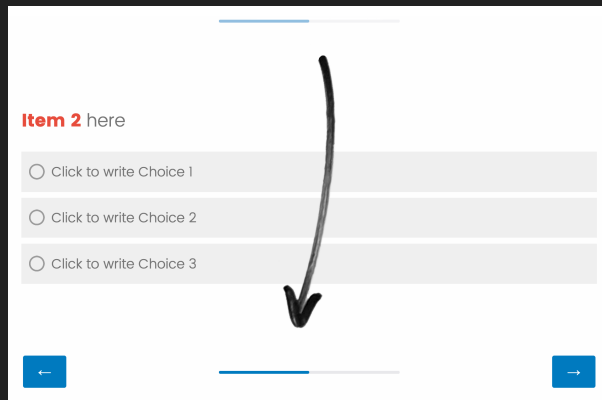 Item 2 here
Click to write Choice 1
Click to write Choice 2
Click to write Choice 3
← →